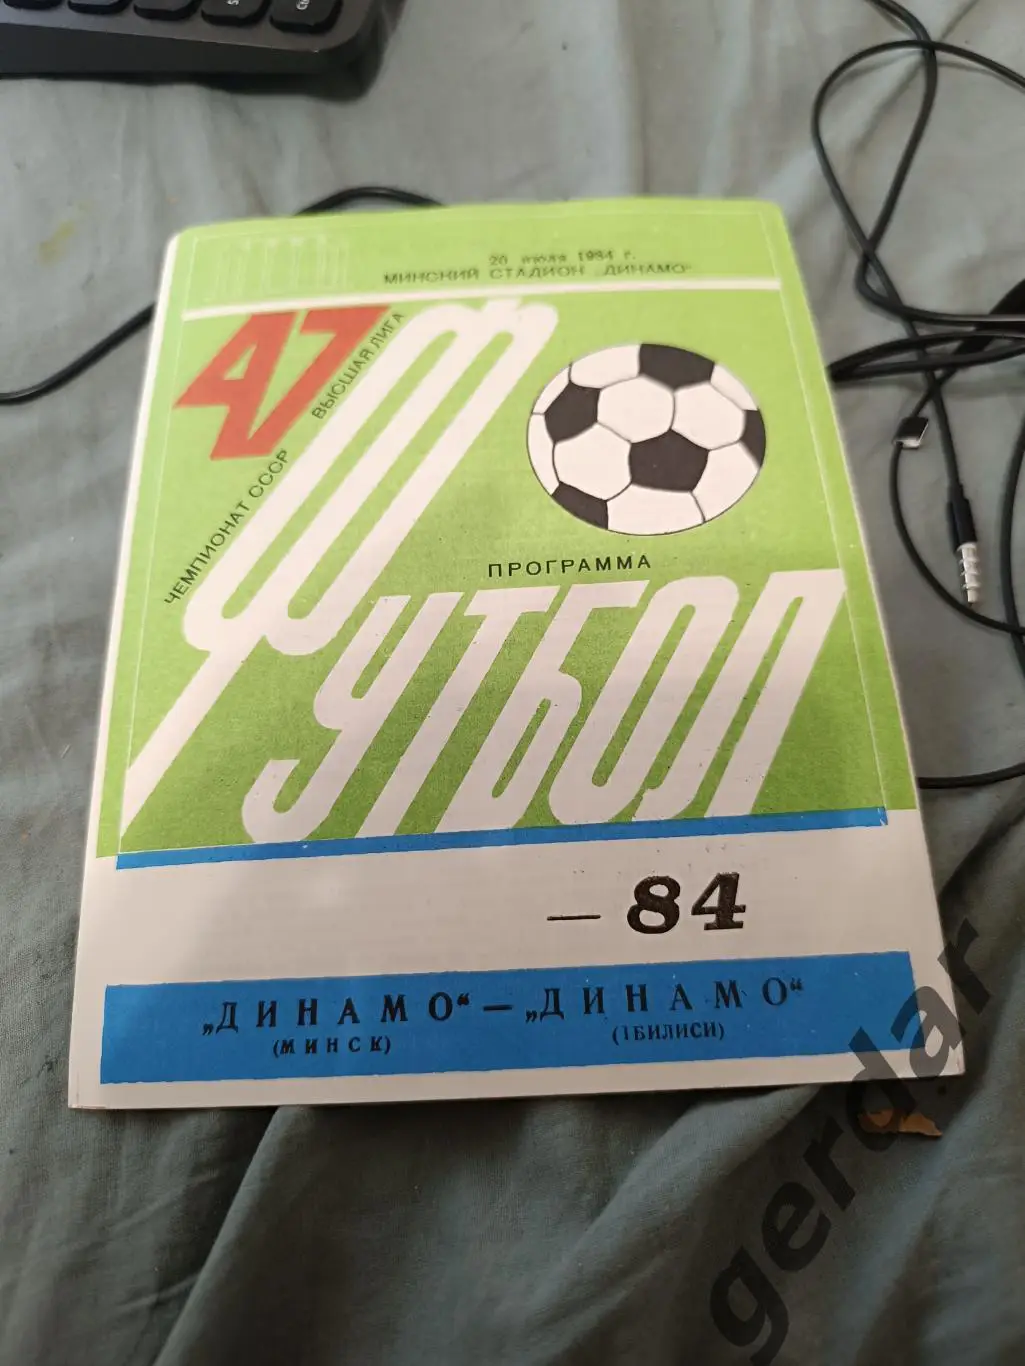 20 июля 1984 г.
МИНСКИЙ СТАДИОН „ДИНАМО“
47
ЧЕМПИОНАТ СССР
ВЫСШАЯ ЛИГА
ПРОГРАММА
ФУТБОЛ
— 84
„ДИНАМО“ — „ДИНАМО“
(МИНСК) (ТБИЛИСИ)
gerdar